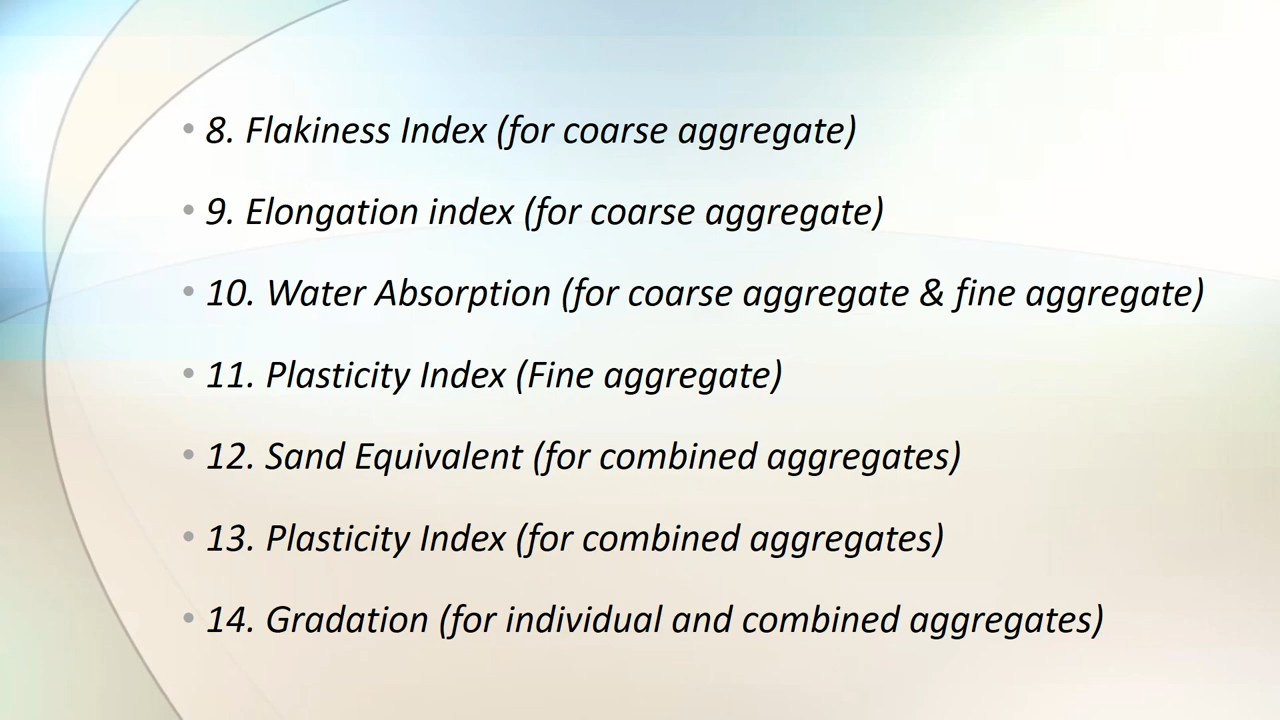 • 8. Flakiness Index (for coarse aggregate)
• 9. Elongation index (for coarse aggregate)
• 10. Water Absorption (for coarse aggregate & fine aggregate)
• 11. Plasticity Index (Fine aggregate)
• 12. Sand Equivalent (for combined aggregates)
• 13. Plasticity Index (for combined aggregates)
• 14. Gradation (for individual and combined aggregates)